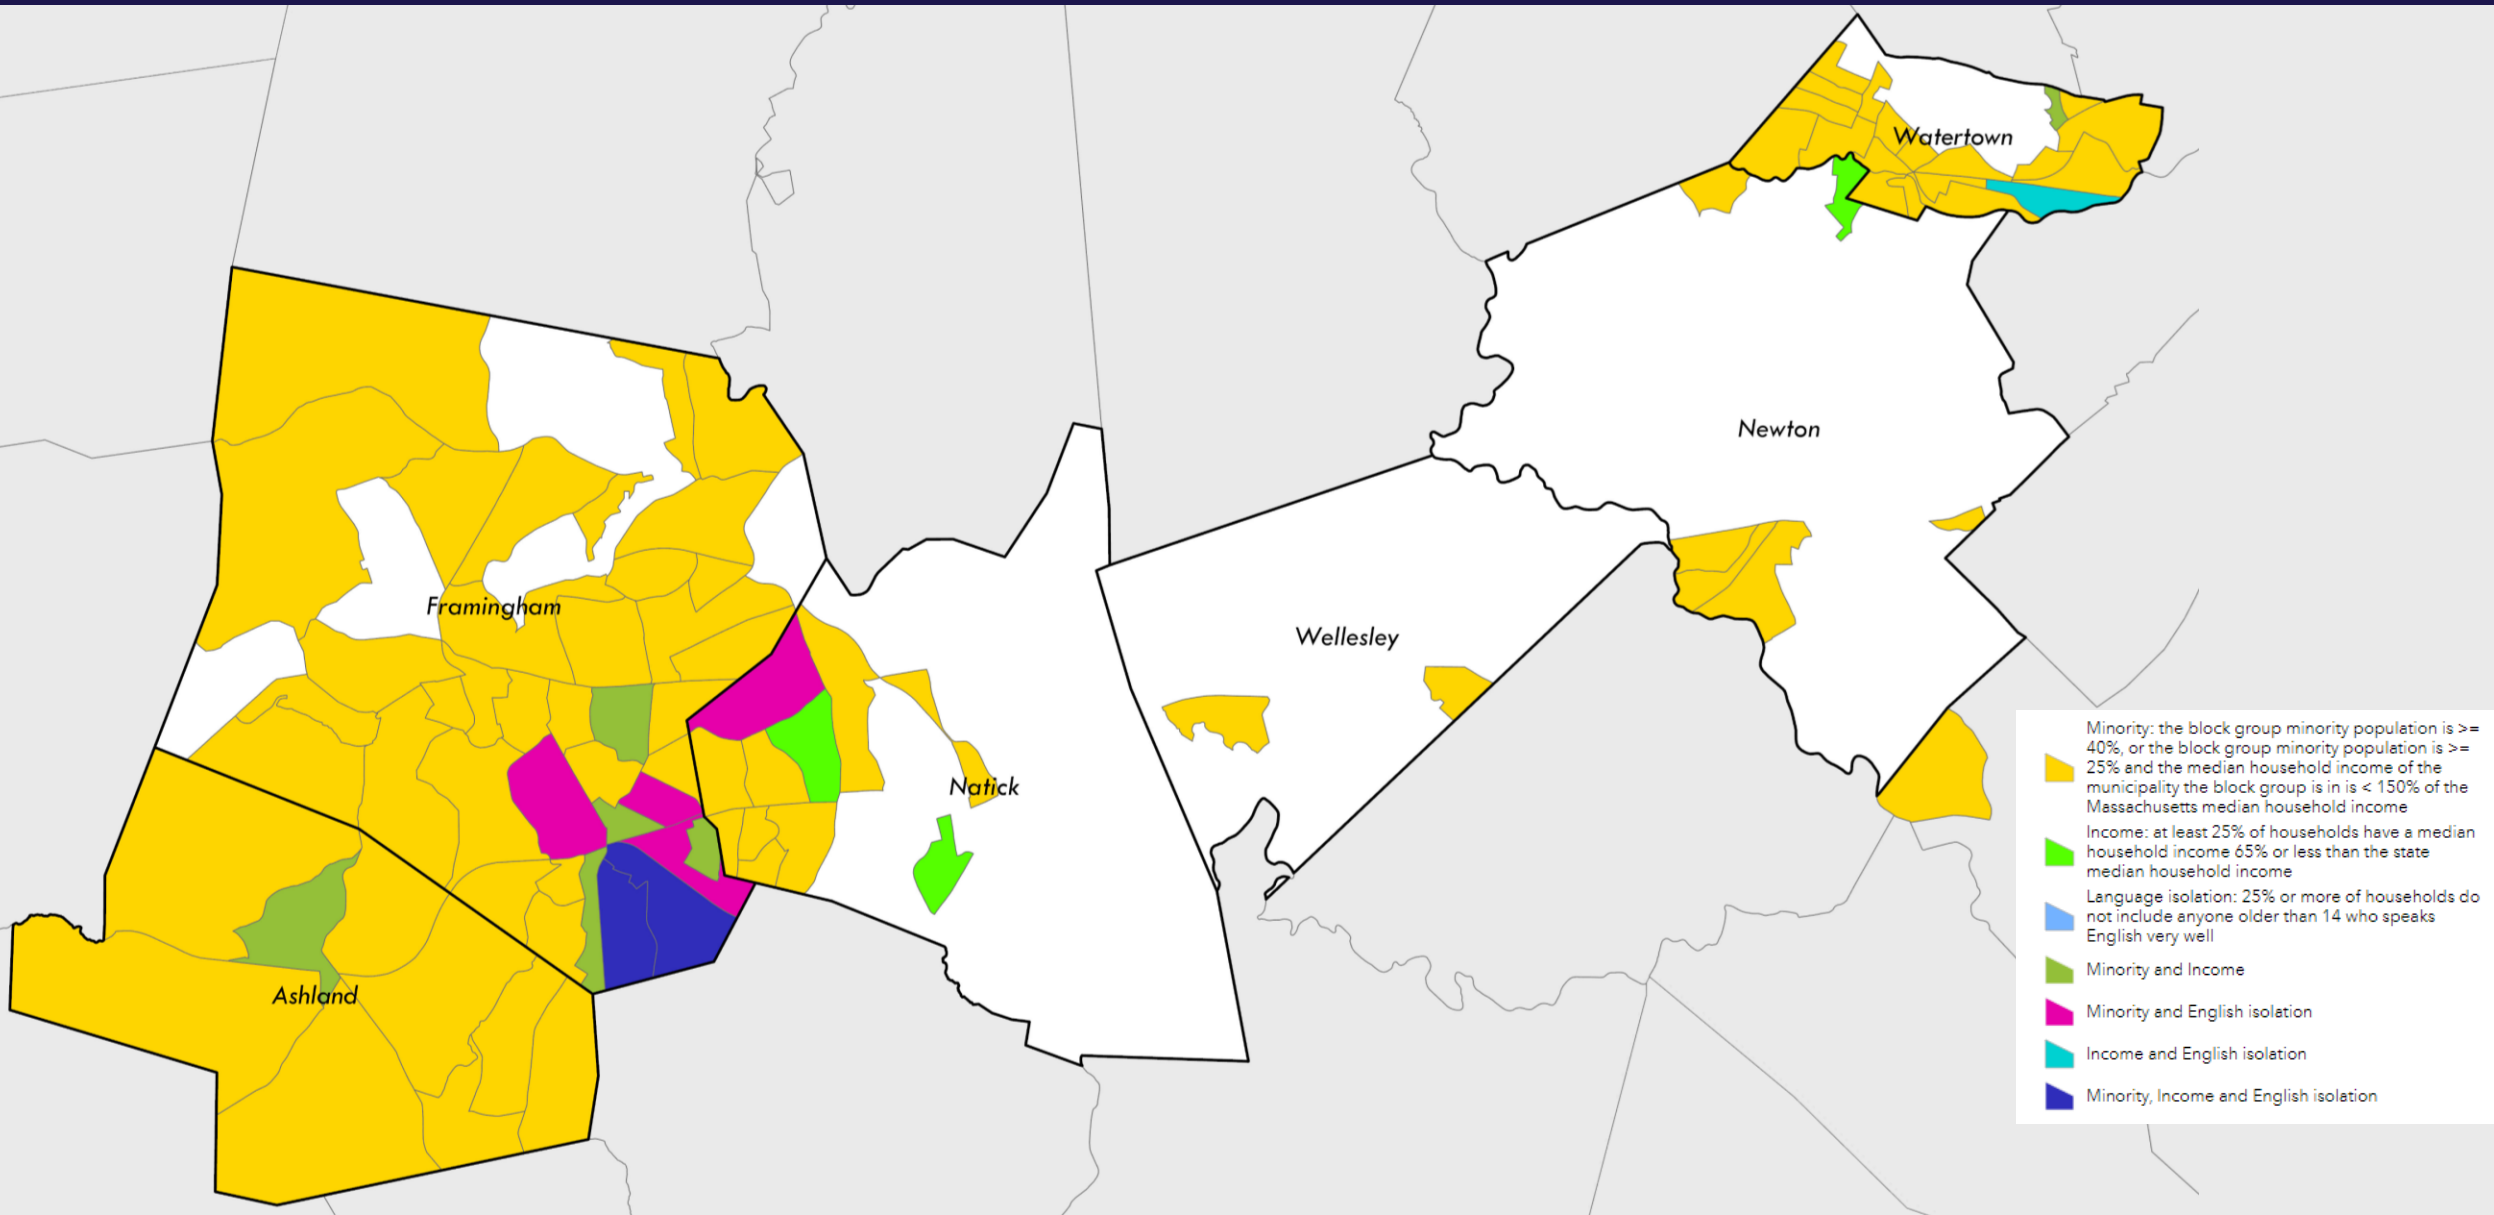 Watertown
Newton
Framingham
Wellesley
Natick
Ashland
Minority: the block group minority population is >=
40%, or the block group minority population is >=
25% and the median household income of the
municipality the block group is in is < 150% of the
Massachusetts median household income
Income: at least 25% of households have a median
household income 65% or less than the state
median household income
Language isolation: 25% or more of households do
not include anyone older than 14 who speaks
English very well
Minority and Income
Minority and English isolation
Income and English isolation
Minority, Income and English isolation